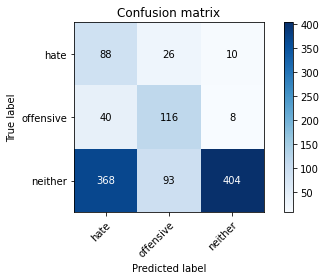 Confusion matrix
hate 88 26 10
offensive 40 116 8
neither 368 93 404
hate offensive neither
True label
Predicted label
400
350
300
250
200
150
100
50